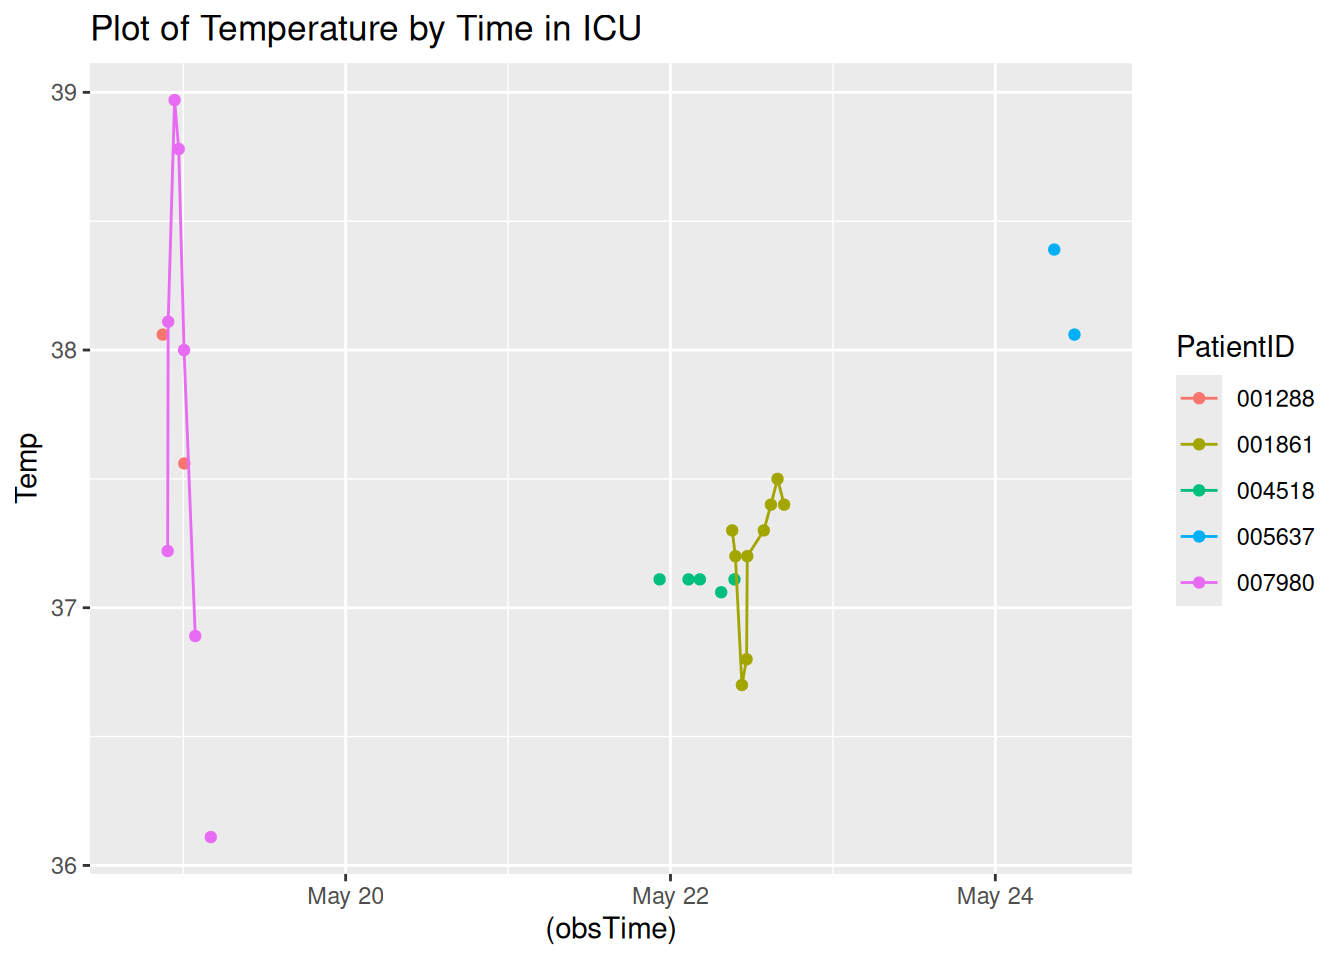 Plot of Temperature by Time in ICU
39
38
37
36
Temp
May 20
May 22
May 24
(obsTime)
PatientID
001288
001861
004518
005637
007980